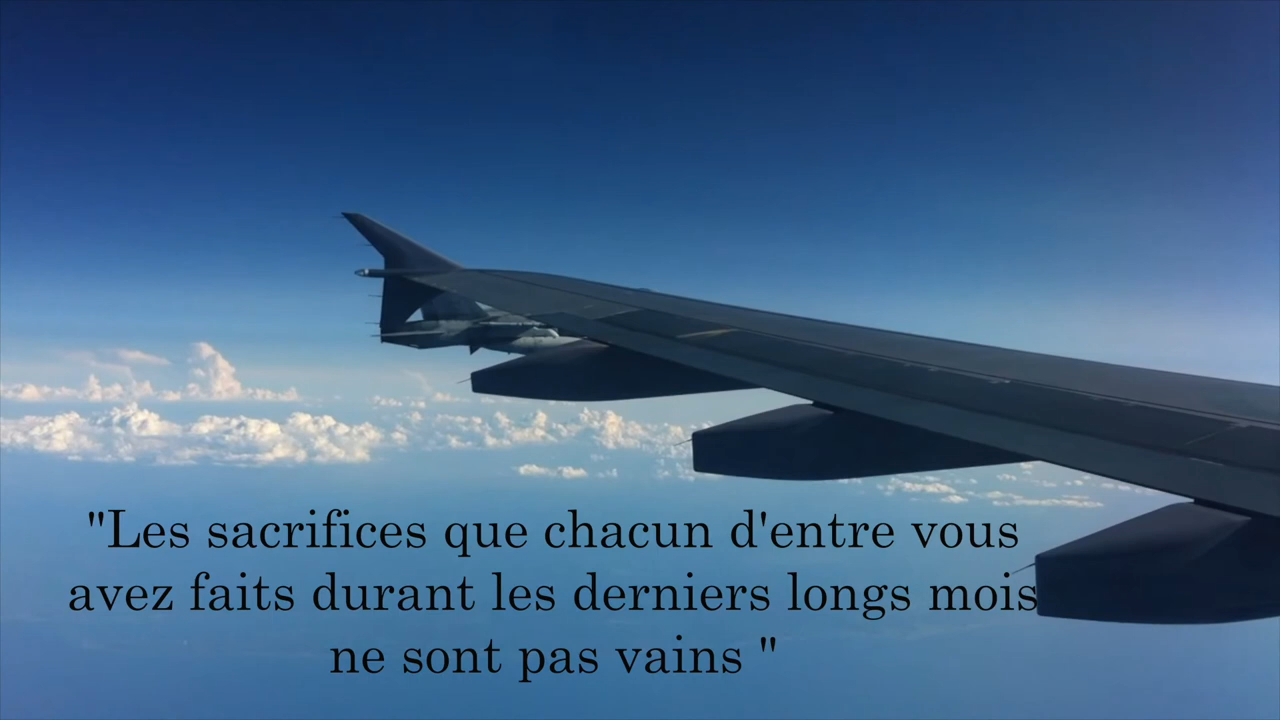 "Les sacrifices que chacun d'entre vous
avez faits durant les derniers longs mois
ne sont pas vains "